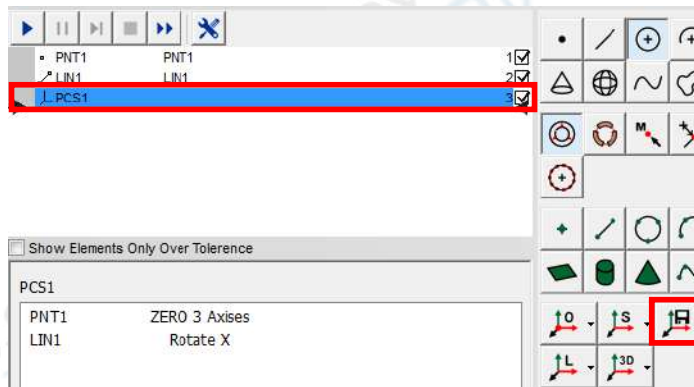 PNT1 PNT1 1
LIN1 LIN1 2
PCS1 3
Show Elements Only Over Tolerence
PCS1
PNT1 ZERO 3 Axises
LIN1 Rotate X
M
O S
L 3D